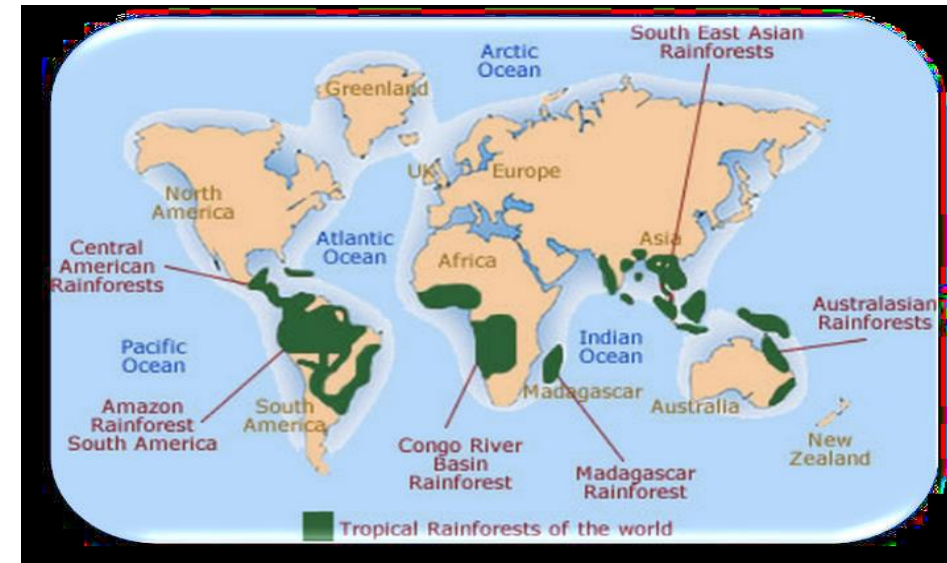 South East Asian
Rainforests
Arctic
Ocean
Greenland
UK
Europe
North
America
Asia
Atlantic
Ocean
Africa
Central
American
Rainforests
Australasian
Rainforests
Indian
Ocean
Pacific
Ocean
Madagascar
Amazon
Rainforest
South America
South
America
Australia
New
Zealand
Congo River
Basin
Rainforest
Madagascar
Rainforest
Tropical Rainforests of the world